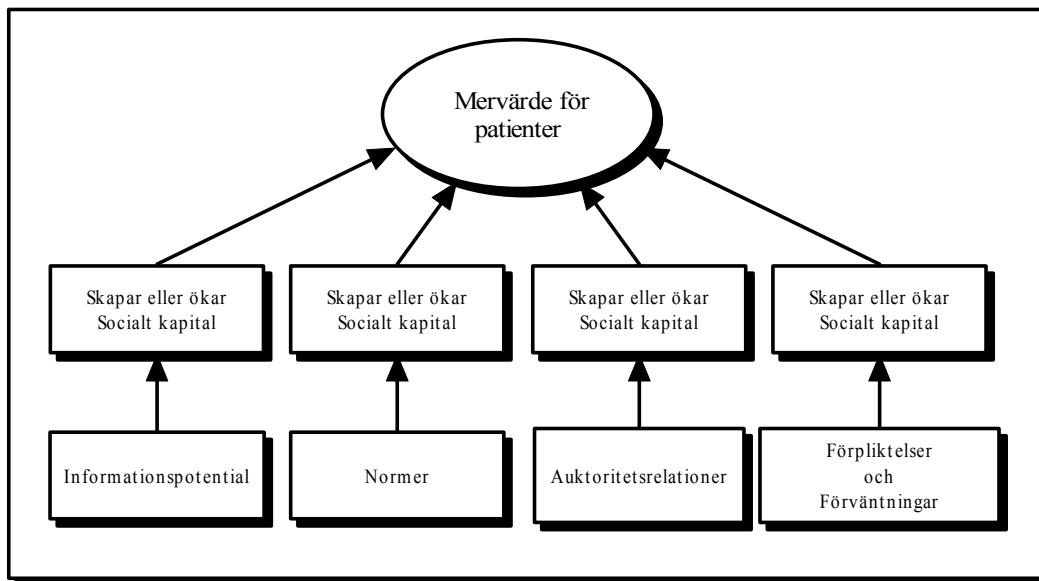 Mervärde för
patienter
Skapar eller ökar
Socialt kapital
Skapar eller ökar
Socialt kapital
Skapar eller ökar
Socialt kapital
Skapar eller ökar
Socialt kapital
Informationspotential
Normer
Auktoritetsrelationer
Förpliktelser
och
Förväntningar